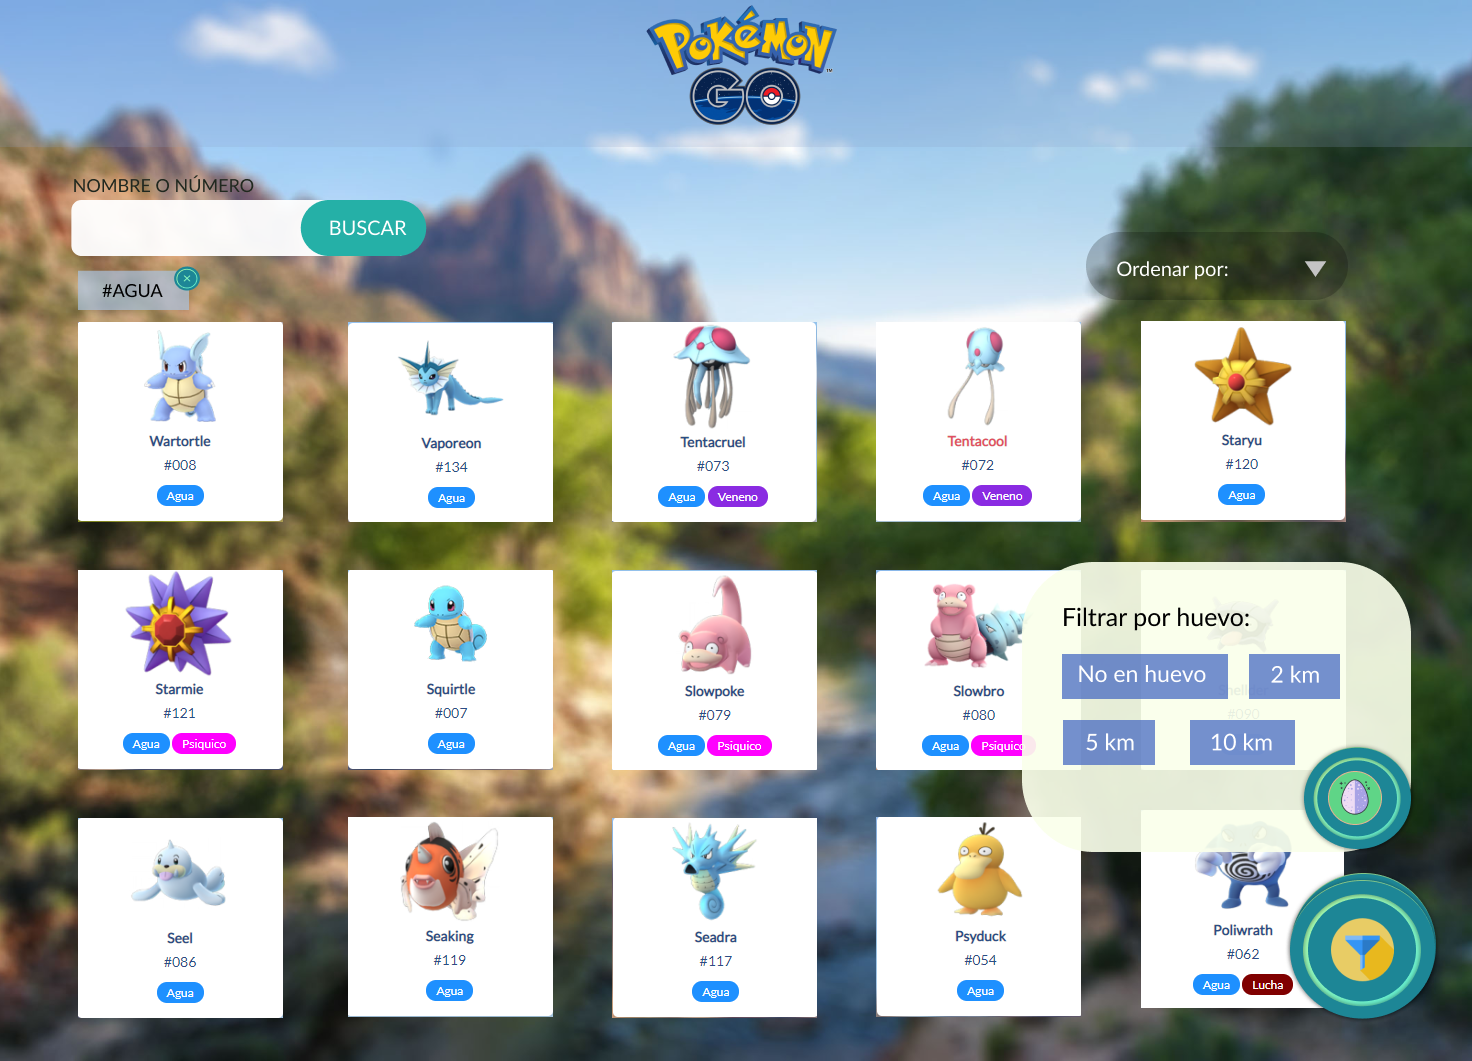 POKÉMON
GO
NOMBRE O NÚMERO
BUSCAR
#AGUA
Ordenar por:
Wartortle
#008
Agua
Vaporeon
#134
Agua
Tentacruel
#073
Agua Veneno
Tentacool
#072
Agua Veneno
Staryu
#120
Agua
Starmie
#121
Agua Psiquico
Squirtle
#007
Agua
Slowpoke
#079
Agua Psiquico
Slowbro
#080
Agua Psiquico
Filtrar por huevo:
No en huevo 2 km
#090
5 km 10 km
Seel
#086
Agua
Seaking
#119
Agua
Seadra
#117
Agua
Psyduck
#054
Agua
Poliwrath
#062
Agua Lucha